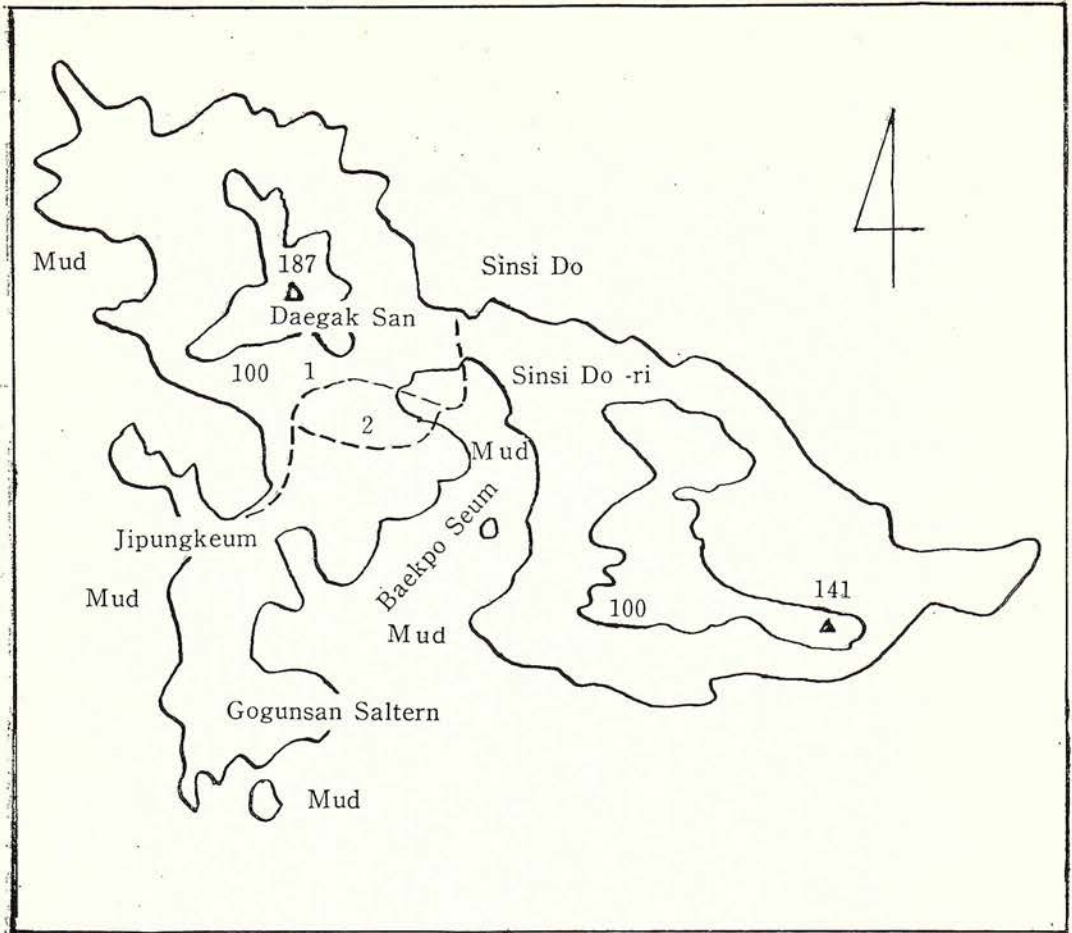 Sinsi Do
Mud
187
Daegak San
100
1
Sinsi Do -ri
2
Mud
Baekpo Seum
Jipungkeum
Mud
100
141
Mud
Gogunsan Saltern
Mud